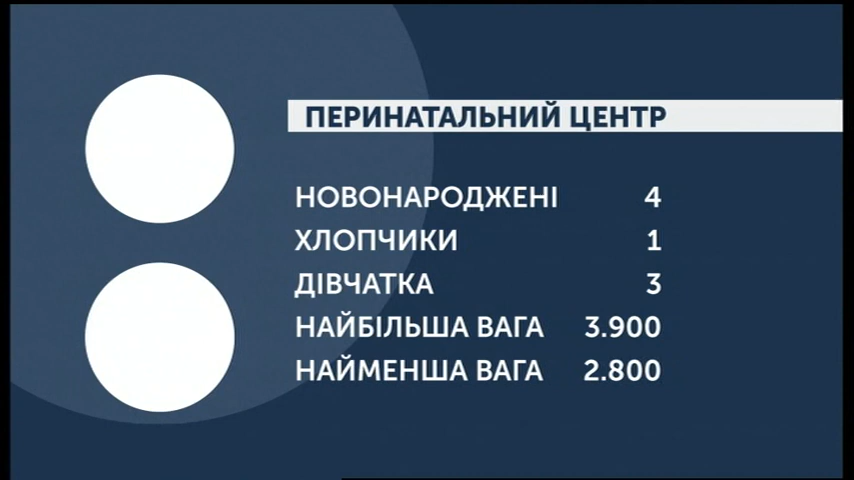 ПЕРИНАТАЛЬНИЙ ЦЕНТР
НОВОНАРОДЖЕНІ 4
ХЛОПЧИКИ 1
ДІВЧАТКА 3
НАЙБІЛЬША ВАГА 3.900
НАЙМЕНША ВАГА 2.800